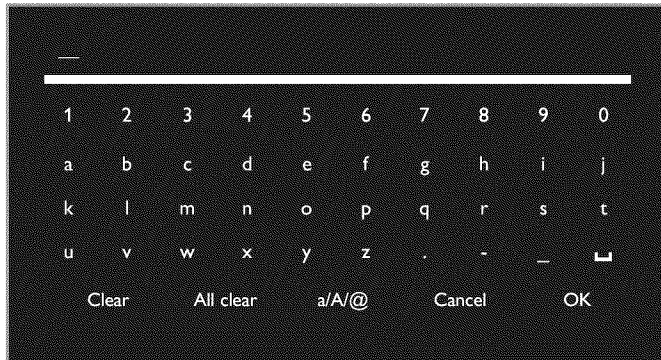 _
1 2 3 4 5 6 7 8 9 0
a b c d e f g h i j
k l m n o p q r s t
u v w x y z . - _ ␣
Clear All clear a/A/@ Cancel OK